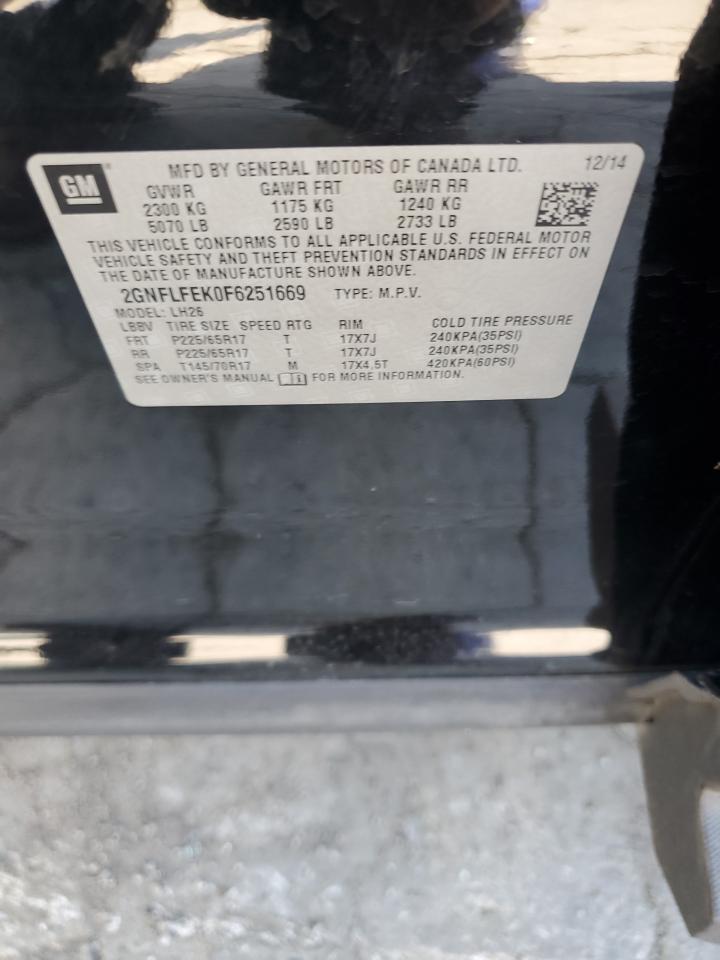 GM
MFD BY GENERAL MOTORS OF CANADA LTD. 12/14
GVWR GAWR FRT GAWR RR
2300 KG 1175 KG 1240 KG
5070 LB 2590 LB 2733 LB
THIS VEHICLE CONFORMS TO ALL APPLICABLE U.S. FEDERAL MOTOR
VEHICLE SAFETY AND THEFT PREVENTION STANDARDS IN EFFECT ON
THE DATE OF MANUFACTURE SHOWN ABOVE.
2GNFLFEK0F6251669 TYPE: M.P.V.
MODEL: LH26
LBBV TIRE SIZE SPEED RTG RIM COLD TIRE PRESSURE
FRT P225/65R17 T 17X7J 240KPA(35PSI)
RR P225/65R17 T 17X7J 240KPA(35PSI)
SPA T145/70R17 M 17X4,5T 420KPA(60PSI)
SEE OWNER'S MANUAL FOR MORE INFORMATION.